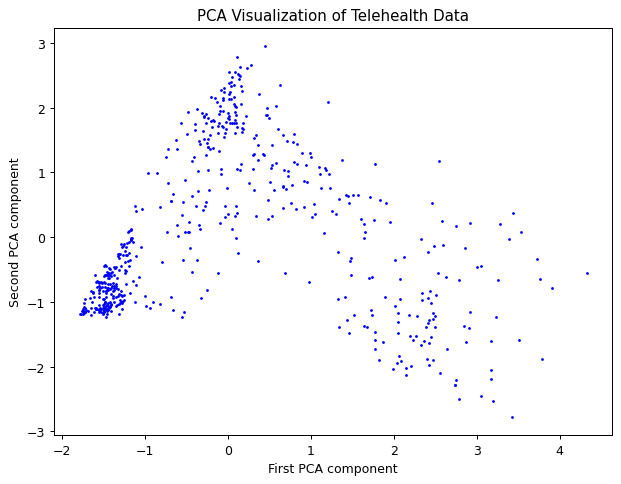 PCA Visualization of Telehealth Data
3
2
1
0
−1
−2
−3
Second PCA component
−2 −1 0 1 2 3 4
First PCA component